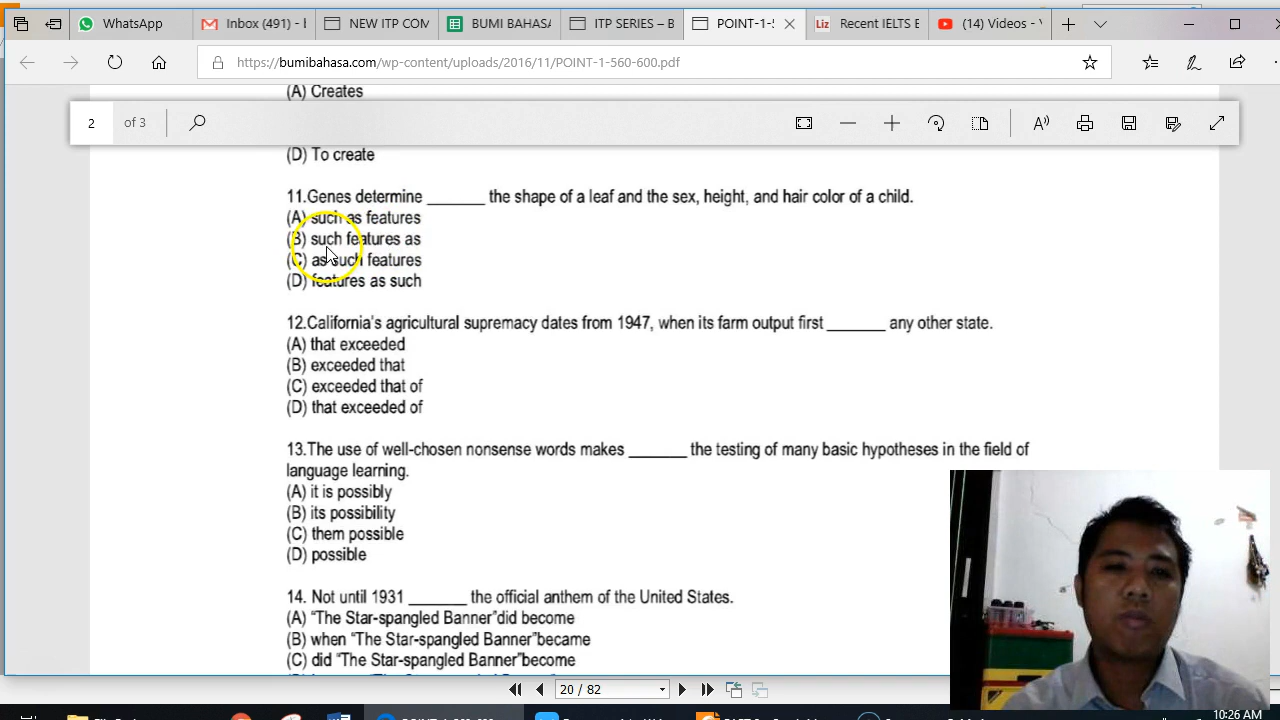 WhatsApp
Inbox (491) -
NEW ITP COM
BUMI BAHASA
ITP SERIES – B
POINT-1-5
Liz
Recent IELTS E
(14) Videos -
https://bumibahasa.com/wp-content/uploads/2016/11/POINT-1-560-600.pdf
(A) Creates
2 of 3
(D) To create
11.Genes determine _______ the shape of a leaf and the sex, height, and hair color of a child.
(A) such as features
(B) such features as
(C) as such features
(D) features as such
12.California's agricultural supremacy dates from 1947, when its farm output first _______ any other state.
(A) that exceeded
(B) exceeded that
(C) exceeded that of
(D) that exceeded of
13.The use of well-chosen nonsense words makes _______ the testing of many basic hypotheses in the field of
language learning.
(A) it is possibly
(B) its possibility
(C) them possible
(D) possible
14. Not until 1931 _______ the official anthem of the United States.
(A) “The Star-spangled Banner”did become
(B) when “The Star-spangled Banner”became
(C) did “The Star-spangled Banner”become
20 / 82
10:26 AM